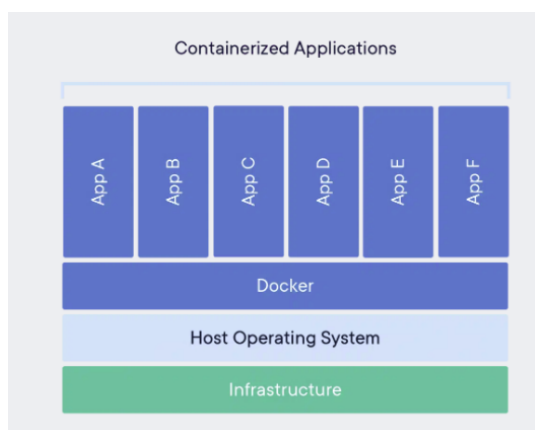 Containerized Applications
App A
App B
App C
App D
App E
App F
Docker
Host Operating System
Infrastructure